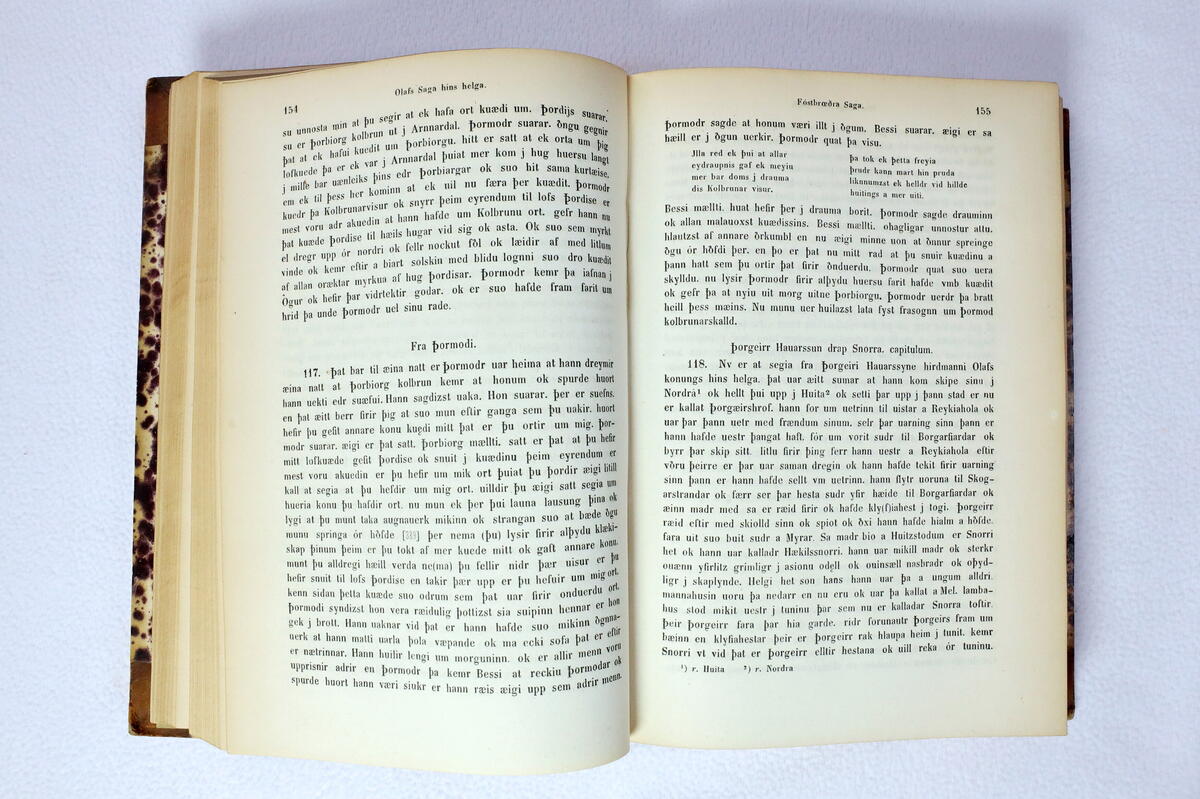 154
Olafs Saga hins helga.
su unnosta min at þu segir at ek hafa ort kuædi um. Þordijs suarar.
su er þorbiorg kolbrun ut j Arnnardal. Þormodr suarar. ǒngu gegnir
þat at ek hafui kuedit um þorbiorgu. hitt er satt at ek orta um þig
lofkuede þa er ek var j Arnnardal þuiat mer kom j hug huersu langt
j millе bar uænleiks þins edr þorbiargar ok suo hit sama kurtæise.
em ek til þess her kominn at ek uil nu færa þer kuædit. Þormodr
kuedr þa Kolbrunarvisur ok snyrr þeim eyrendum til lofs þordise er
mest voru adr akuedin at hann hafde um Kolbrunu ort. gefr hann nu
þat kuæde þordise til hæils hugar vid sig ok asta. Ok suo sem myrkt
el dregr upp ór nordri ok fellr nockut fǒl ok læidir af med litlum
vinde ok kemr eftir a biart solskin med blidu lognni suo dro kuædit
af allan oræktar myrkua af hug þordisar. Þormodr kemr þa iafnan j
Ǒgur ok hefir þar vidrtektir godar. ok er suo hafde fram farit um
hrid þa unde þormodr uel sinu rade.
Fra þormodi.
117. Þat bar til æina natt er þormodr uar heima at hann dreymir
æina natt at þorbiorg kolbrun kemr at honum ok spurde huort
hann uekti edr suæfui. Hann sagdizst uaka. Hon suarar. þer er suefns.
en þat æitt berr firir þig at suo mun eftir ganga sem þu uakir. huort
hefir þu gefit annare konu kuędi mitt þat er þu ortir um mig. Þor-
modr suarar. æigi er þat satt. Þorbiorg mællti. satt er þat at þu hefir
mitt lofkuæde gefit þordise ok snuit j kuædinu þeim eyrendum er
mest voru akuedin er þu hefir um mik ort þuiat þu þordir æigi litill
kall at segia at þu hefdir um mig ort. uilldir þu æigi satt segia um
hueria konu þu hafdir ort. nu mun ek þer þui launa lausung þina ok
lygi at þu munt taka augnauerk mikinn ok strangan suo at bæde ǒgu
munu springa ór hǒfde [389] þer nema (þu) lysir firir alþydu klæki-
skap þinum þeim er þu tokt af mer kuede mitt ok gaft annare konu.
munt þu alldregi hæill verda ne(ma) þu fellir nidr þær uisur er þu
hefir snuit til lofs þordise en takir þær upp er þu hefuir um mig ort.
kenn sidan þetta kuæde suo odrum sem þat uar firir onduerdu ort.
þormodi syndizst hon vera ræidulig þottizst sia suipinn hennar er hon
gek j brott. Hann uaknar vid þat er hann hafde suo mikinn ǒgnna-
uerk at hann matti uarla þola væpande ok ma ecki sofa þat er eftir
er nætrinnar. Hann huilir lengi um morguninn. ok er allir menn voru
upprisnir adrir en þormodr þa kemr Bessi at reckiu þormodar ok
spurde huort hann væri siukr er hann ræis æigi upp sem adrir menn.
Fóstbrœðra Saga.
155
þormodr sagde at honum væri illt j ǒgum. Bessi suarar. æigi er sa
hæill er j ǒgun uerkir. Þormodr quat þa visu.
Jlla red ek þui at allar
eydraupnis gaf ek meyiu
mer bar doms j drauma
dis Kolbrunar visur.
þa tok ek þetta freyia
þrudr kann mart hin pruda
liknnumzst ek helldr vid hillde
huitings a mer uiti.
Bessi mællti. huat hefir þer j drauma borit. Þormodr sagde drauminn
ok allan malauoxst kuædissins. Bessi mællti. ohagligar unnostur attu.
hlautzst af annare ǒrkumbl en nu æigi minne uon at ǒnnur spreinge
ǒgu ór hǒfdi þer. en þo er þat nu mitt rad at þu snuir kuædinu a
þann hatt sem þu ortir þat firir ǒnduerdu. Þormodr quat suo uera
skylldu. nu lysir þormodr firir alþydu huersu farit hafde vmb kuædit
ok gefr þa at nyiu uit morg uitne þorbiorgu. þormodr uerdr þa bratt
heill þess mæins. Nu munu uer huilazst lata fyst frasognn um þormod
kolbrunarskalld.
Þorgeirr Hauarssun drap Snorra. capitulum.
118. Nv er at segia fra þorgeiri Hauarssyne hirdmanni Olafs
konungs hins helga. þat uar æitt sumar at hann kom skipe sinu j
Nordrá¹ ok hellt þui upp j Huita² ok setti þar upp j þann stad er nu
er kallat þorgæirshrof. hann for um uetrinn til uistar a Reykiahola ok
uar þar þann uetr med frændum sinum. selr þar uarning sinn þann er
hann hafde uestr þangat haft. fór um vorit sudr til Borgarfiardar ok
byrr þar skip sitt. litlu firir þing ferr hann uestr a Reykiahola eftir
vǒru þeirre er þar uar saman dregin ok hann hafde tekit firir uarning
sinn þann er hann hafde sellt vm uetrinn. hann flytr uoruna til Skog-
arstrandar ok færr ser þar hesta sudr yfir hæide til Borgarfiardar ok
æinn madr med sa er ræid firir ok hafde kly(f)iahest j togi. þorgeirr
ræid eftir med skiolld sinn ok spiot ok ǒxi hann hafde hialm a hǒfde.
fara uit suo buit sudr a Myrar. Sa madr bio a Huitzstodum er Snorri
het ok hann uar kalladr Hækilssnorri. hann uar mikill madr ok sterkr
ouænn yfirlitz grimligr j asionu odęll ok ouinsæll nasbradr ok oþyd-
ligr j skaplynde. Helgi het son hans hann uar þa a ungum alldri.
mannahusin uoru þa nedarr en nu eru ok uar þa kallat a Mel. lamba-
hus stod mikit uestr j tuninu þar sem nu er kalladar Snorra toftir.
þeir þorgeirr fara þar hia garde. ridr forunautr þorgeirs fram um
bæinn en klyfiahestar þeir er þorgeirr rak hlaupa heim j tunit. kemr
Snorri vt vid þat er þorgeirr elltir hestana ok uill reka ór tuninu.
¹) r. Huita ²) r. Nordra